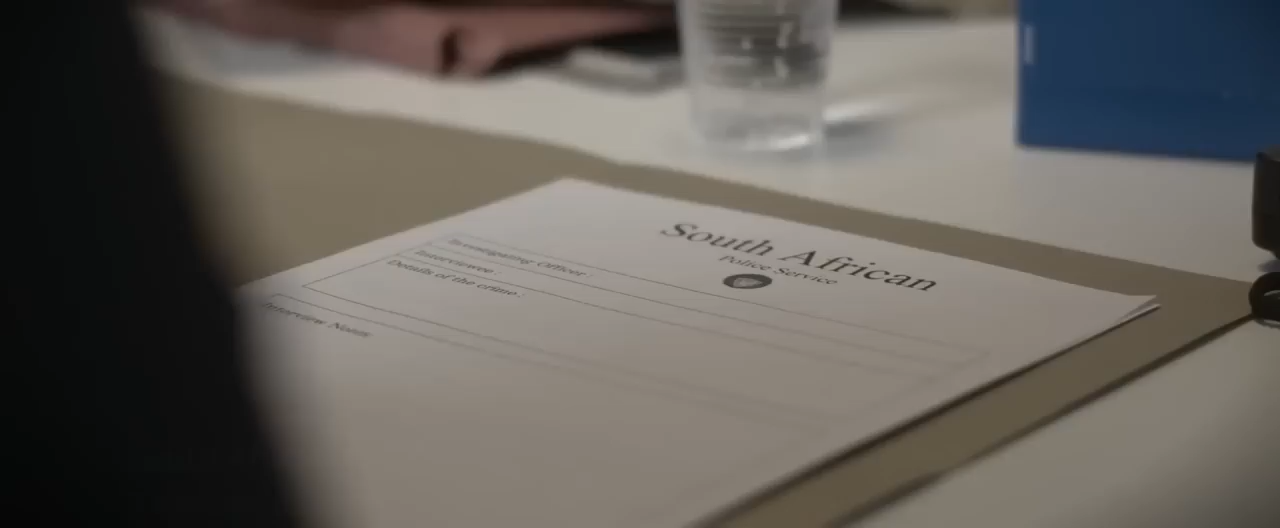 South African
Police Service
Investigating Officer:
Interviewee:
Details of the crime:
Interview Notes